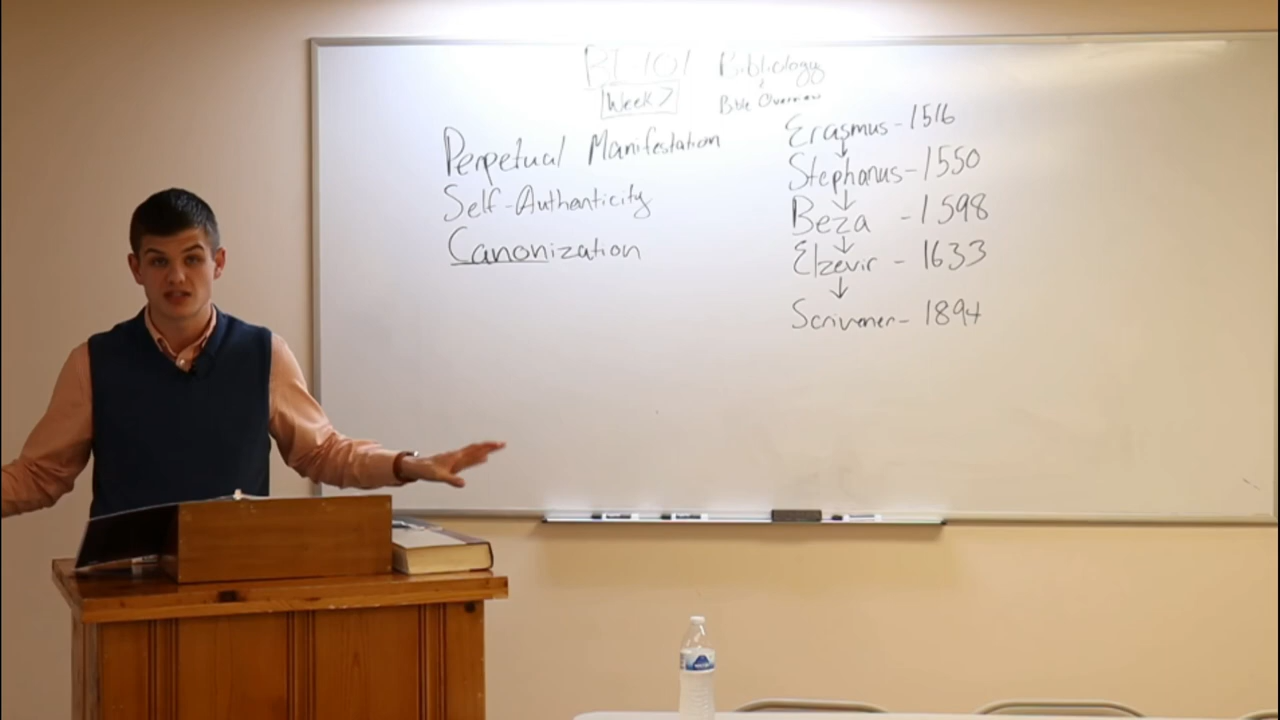 BI 101 Bibliology
&
Week 7 Bible Overview
Perpetual Manifestation
Self-Authenticity
Canonization
Erasmus - 1516
↓
Stephanus - 1550
↓
Beza - 1598
↓
Elzevir - 1633
↓
Scrivener - 1894